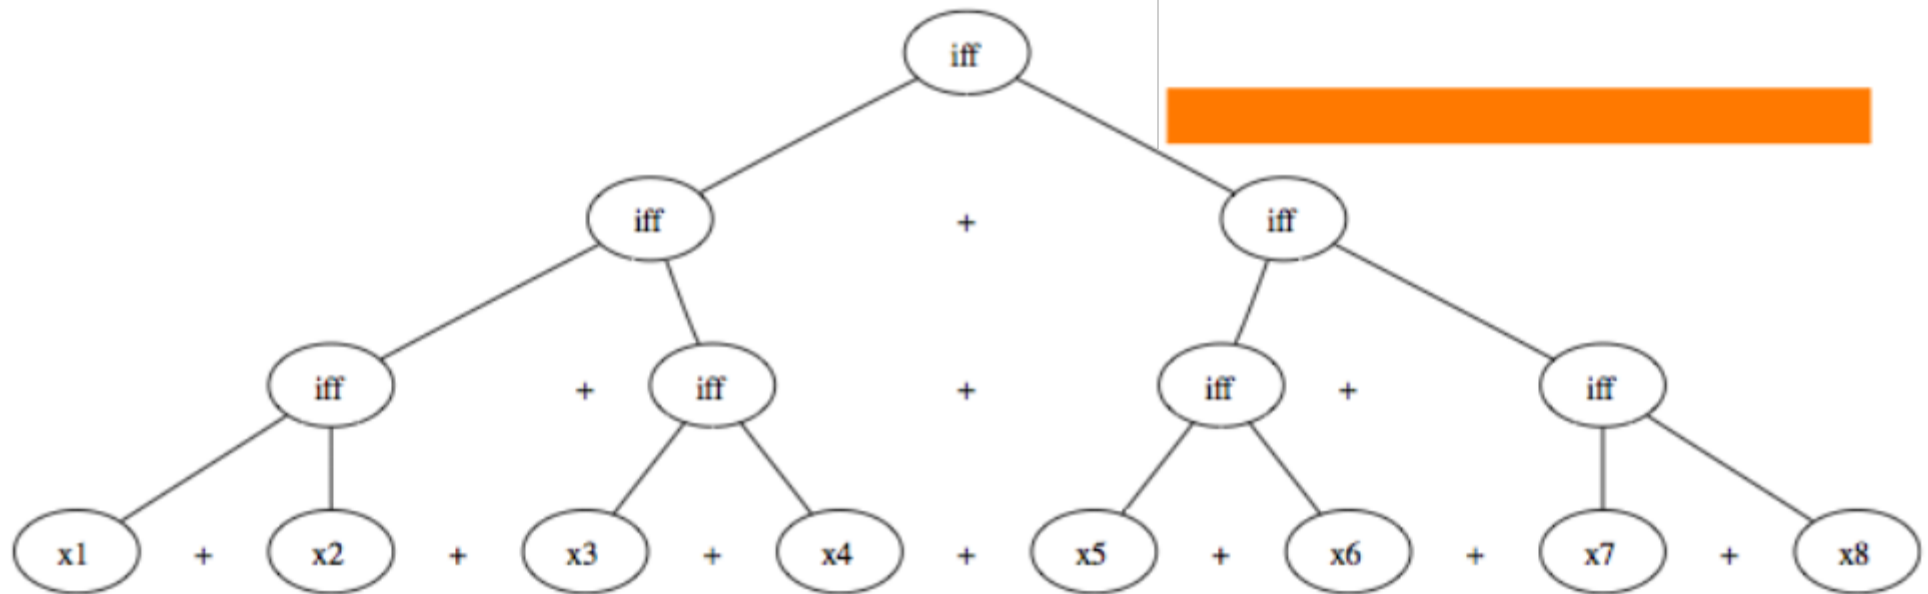 iff
iff + iff
iff + iff + iff + iff
x1 + x2 + x3 + x4 + x5 + x6 + x7 + x8